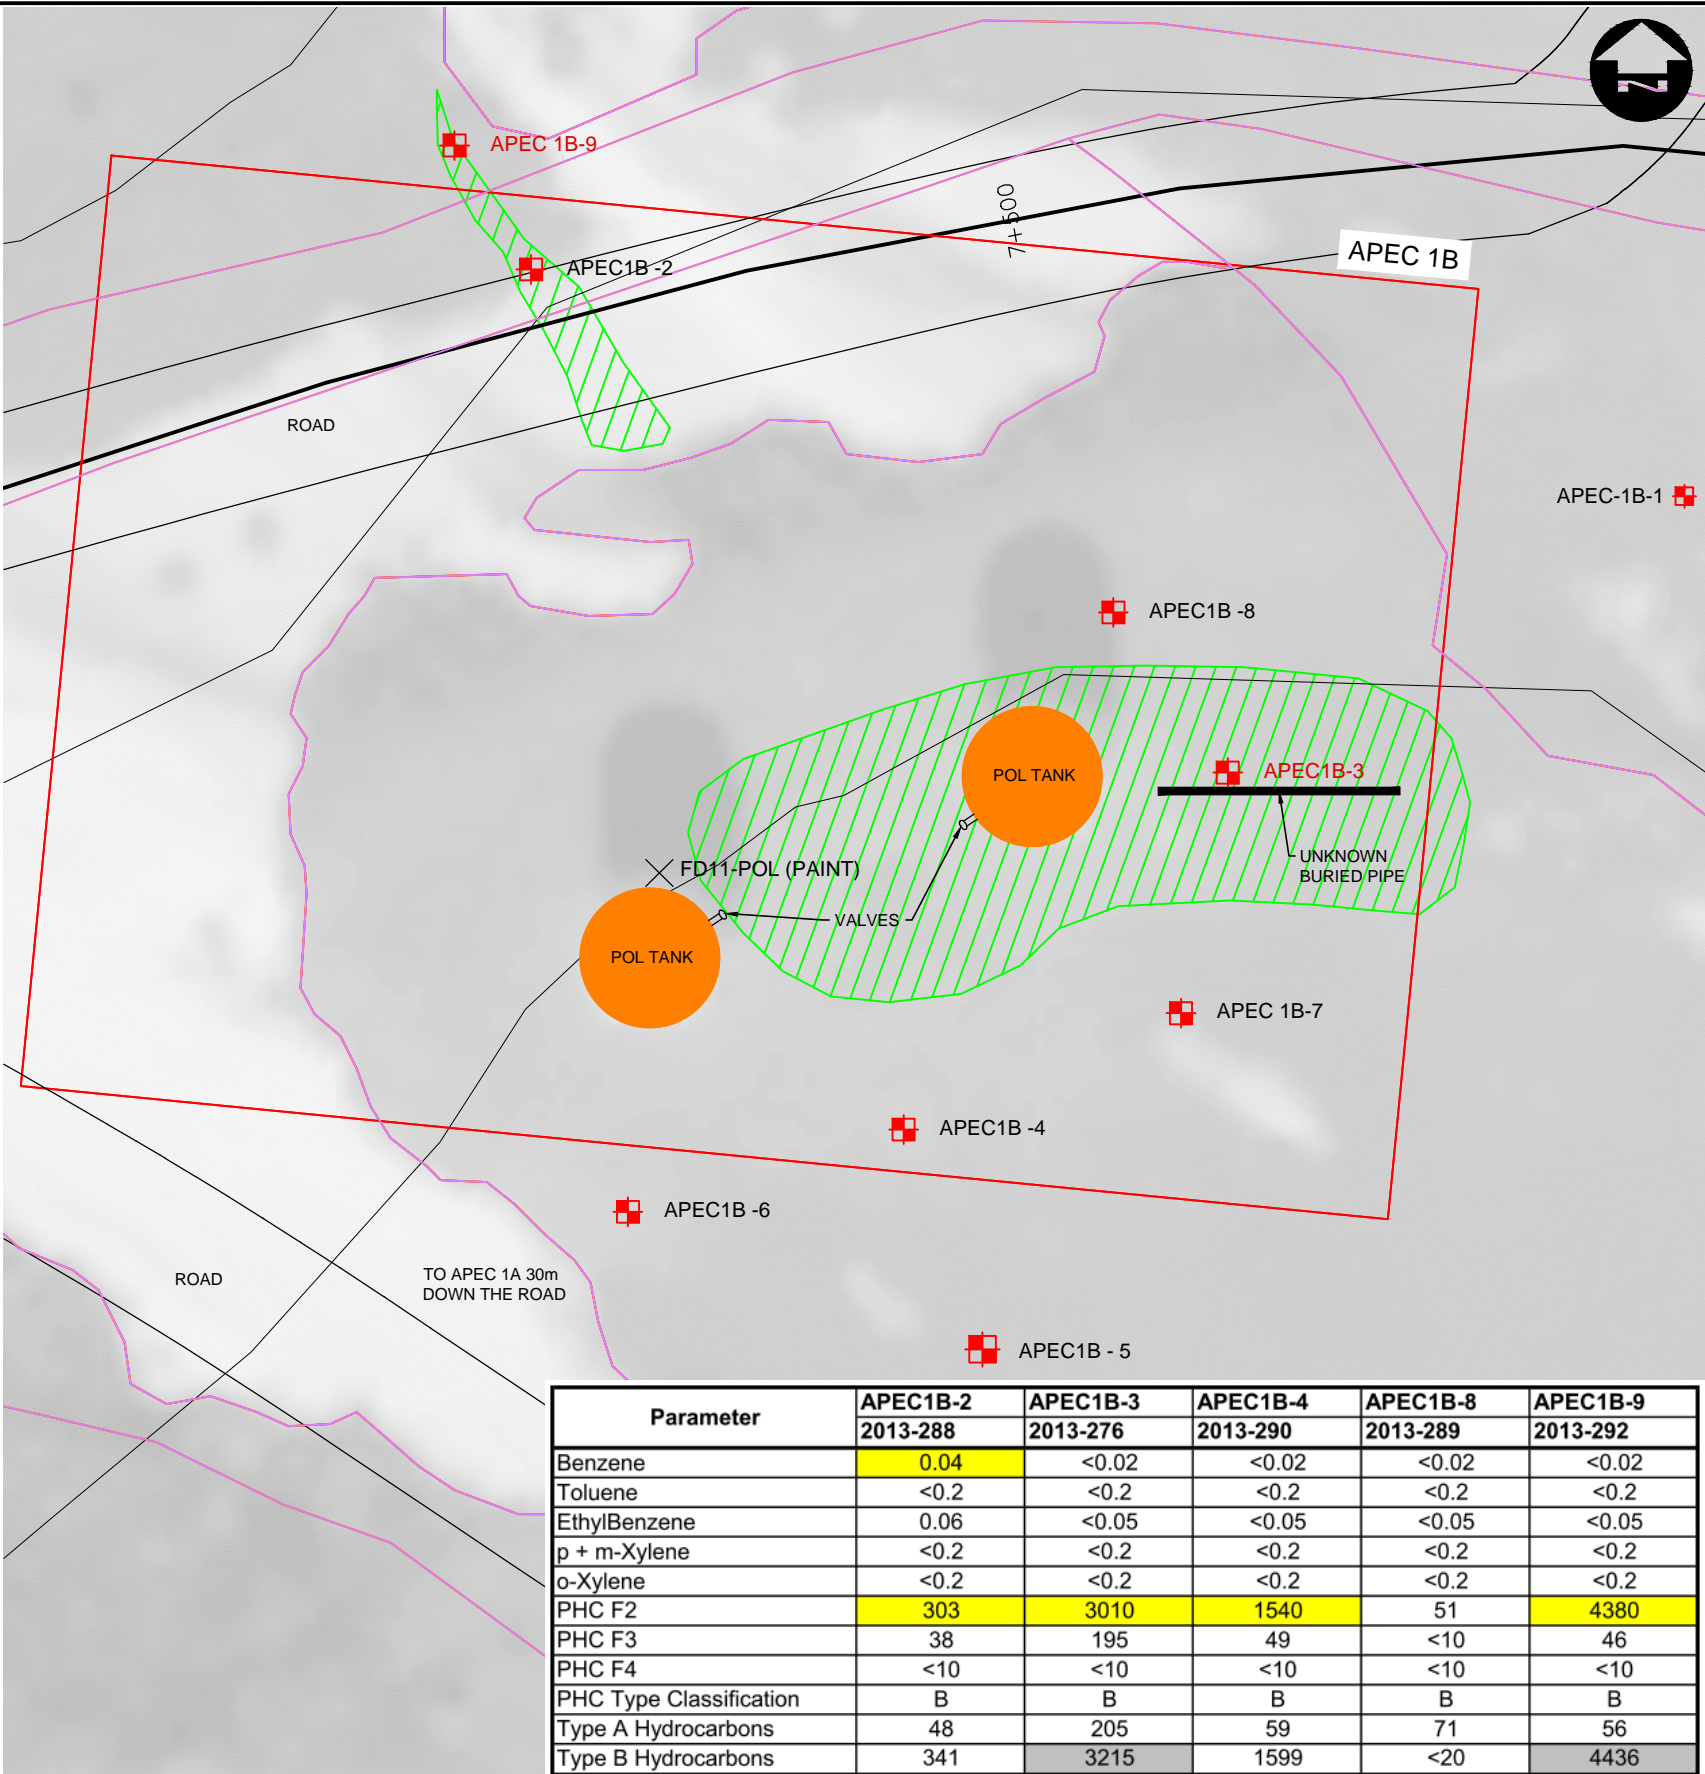 N
APEC 1B-9
7+500
APEC 1B
APEC1B -2
ROAD
APEC-1B-1
APEC1B -8
POL TANK
APEC1B-3
UNKNOWN
BURIED PIPE
FD11-POL (PAINT)
VALVES
POL TANK
APEC 1B-7
APEC1B -4
APEC1B -6
ROAD
TO APEC 1A 30m
DOWN THE ROAD
APEC1B - 5
Parameter APEC1B-2 APEC1B-3 APEC1B-4 APEC1B-8 APEC1B-9
2013-288 2013-276 2013-290 2013-289 2013-292
Benzene 0.04 <0.02 <0.02 <0.02 <0.02
Toluene <0.2 <0.2 <0.2 <0.2 <0.2
EthylBenzene 0.06 <0.05 <0.05 <0.05 <0.05
p + m-Xylene <0.2 <0.2 <0.2 <0.2 <0.2
o-Xylene <0.2 <0.2 <0.2 <0.2 <0.2
PHC F2 303 3010 1540 51 4380
PHC F3 38 195 49 <10 46
PHC F4 <10 <10 <10 <10 <10
PHC Type Classification B B B B B
Type A Hydrocarbons 48 205 59 71 56
Type B Hydrocarbons 341 3215 1599 <20 4436